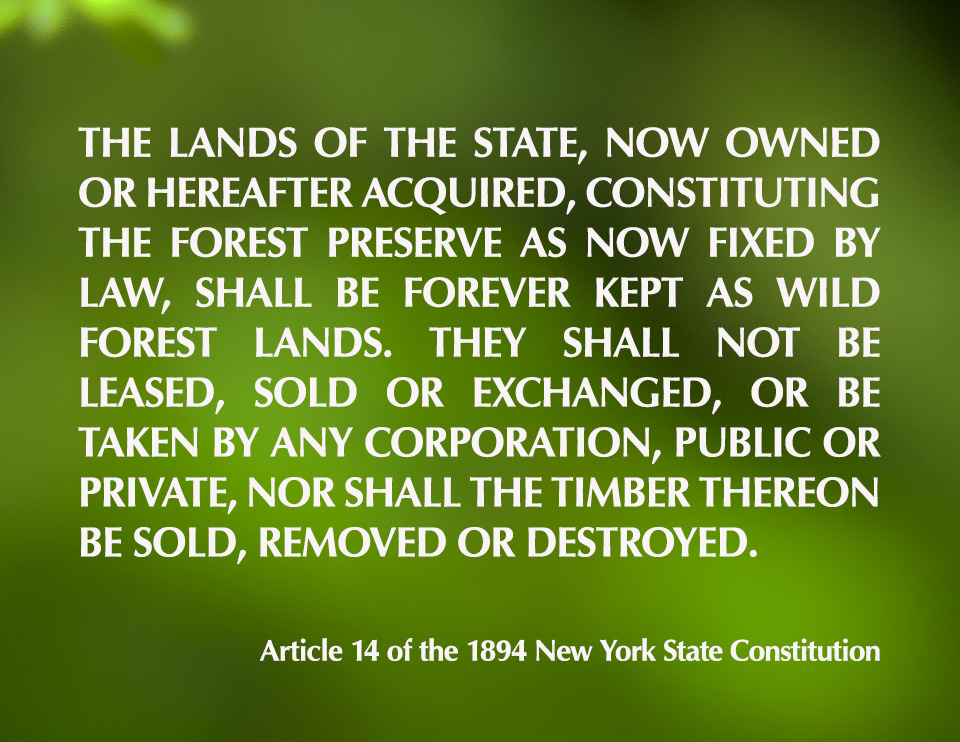 THE LANDS OF THE STATE, NOW OWNED
OR HEREAFTER ACQUIRED, CONSTITUTING
THE FOREST PRESERVE AS NOW FIXED BY
LAW, SHALL BE FOREVER KEPT AS WILD
FOREST LANDS. THEY SHALL NOT BE
LEASED, SOLD OR EXCHANGED, OR BE
TAKEN BY ANY CORPORATION, PUBLIC OR
PRIVATE, NOR SHALL THE TIMBER THEREON
BE SOLD, REMOVED OR DESTROYED.
Article 14 of the 1894 New York State Constitution